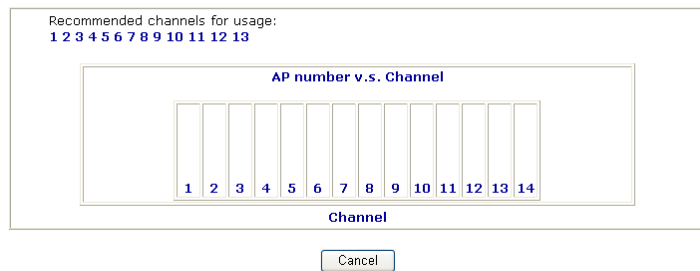 Recommended channels for usage:
1 2 3 4 5 6 7 8 9 10 11 12 13
AP number v.s. Channel
1 2 3 4 5 6 7 8 9 10 11 12 13 14
Channel
Cancel